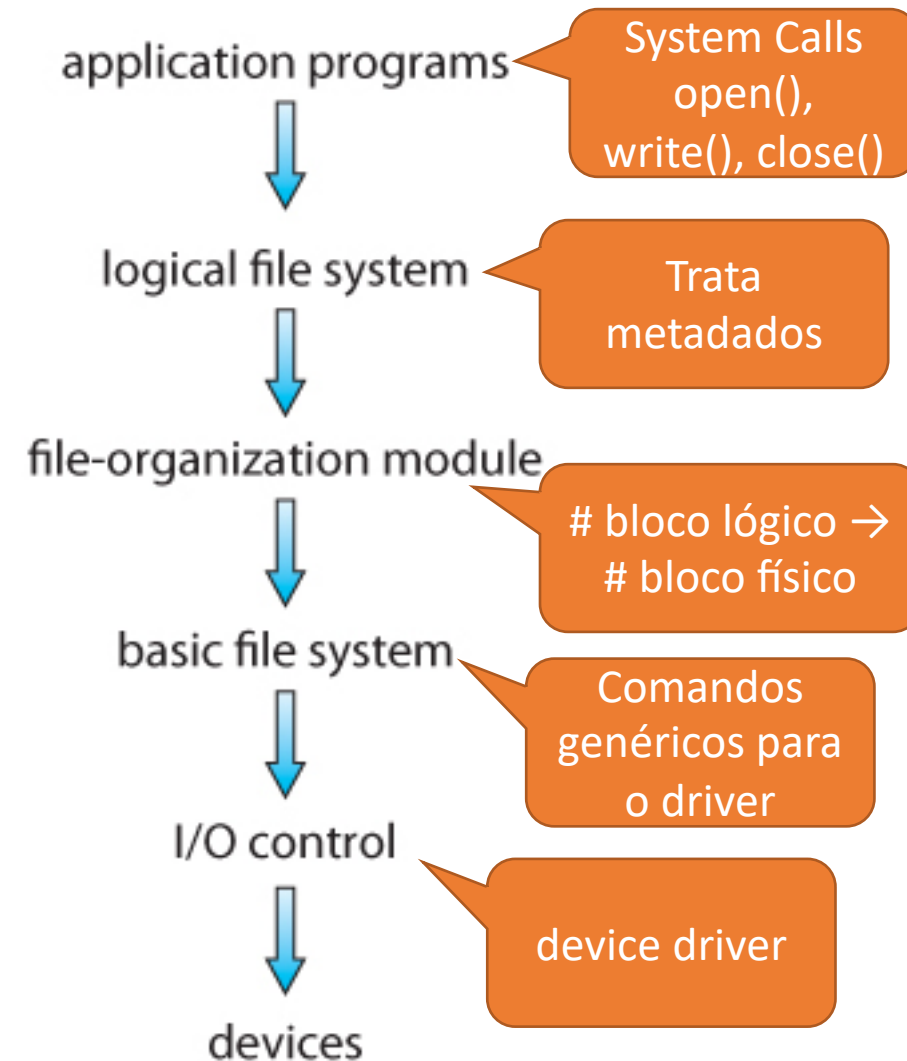 application programs
System Calls
open(),
write(), close()
logical file system
Trata
metadados
file-organization module
# bloco lógico →
# bloco físico
basic file system
Comandos
genéricos para
o driver
I/O control
device driver
devices